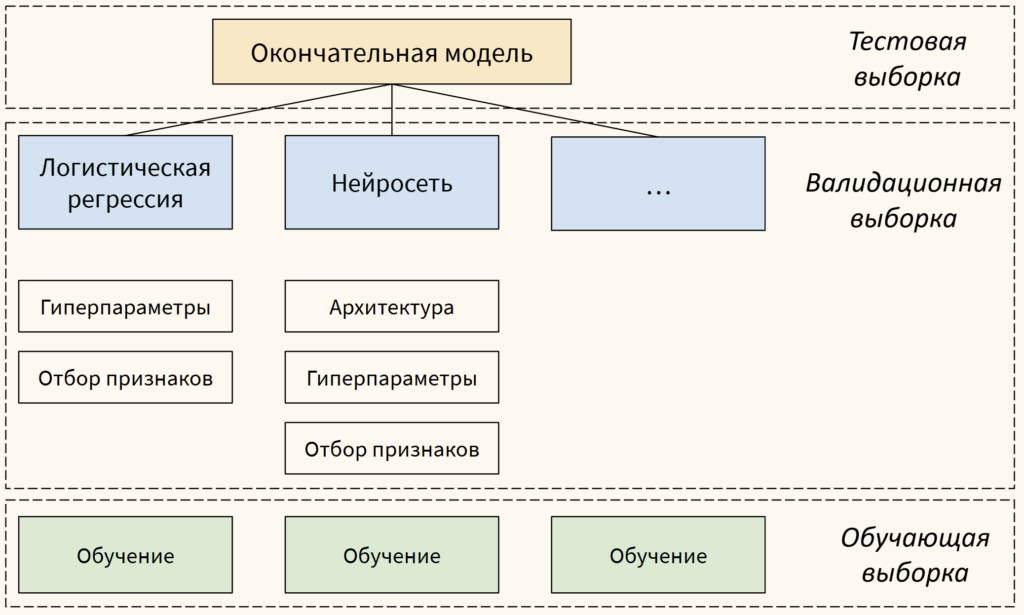 Окончательная модель
Тестовая
выборка
Логистическая
регрессия
Нейросеть
...
Валидационная
выборка
Гиперпараметры
Архитектура
Отбор признаков
Гиперпараметры
Отбор признаков
Обучение
Обучение
Обучение
Обучающая
выборка